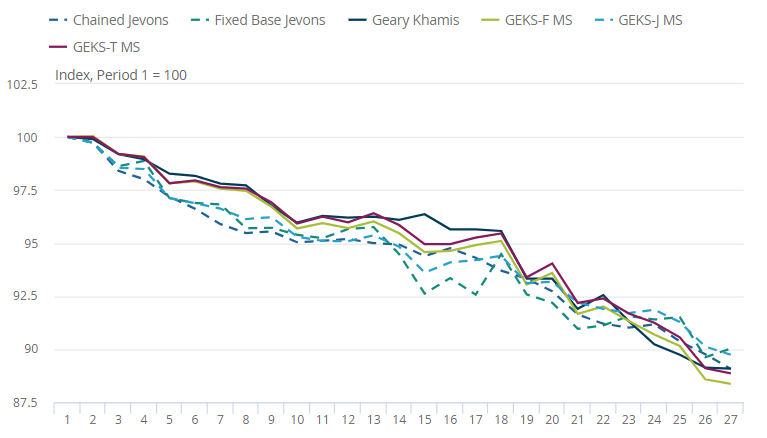 Chained Jevons Fixed Base Jevons Geary Khamis GEKS-F MS GEKS-J MS
GEKS-T MS
Index, Period 1 = 100
102.5
100
97.5
95
92.5
90
87.5
1 2 3 4 5 6 7 8 9 10 11 12 13 14 15 16 17 18 19 20 21 22 23 24 25 26 27